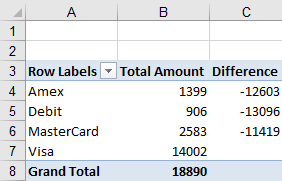 A B C
1
2
3 Row Labels Total Amount Difference
4 Amex 1399 -12603
5 Debit 906 -13096
6 MasterCard 2583 -11419
7 Visa 14002
8 Grand Total 18890